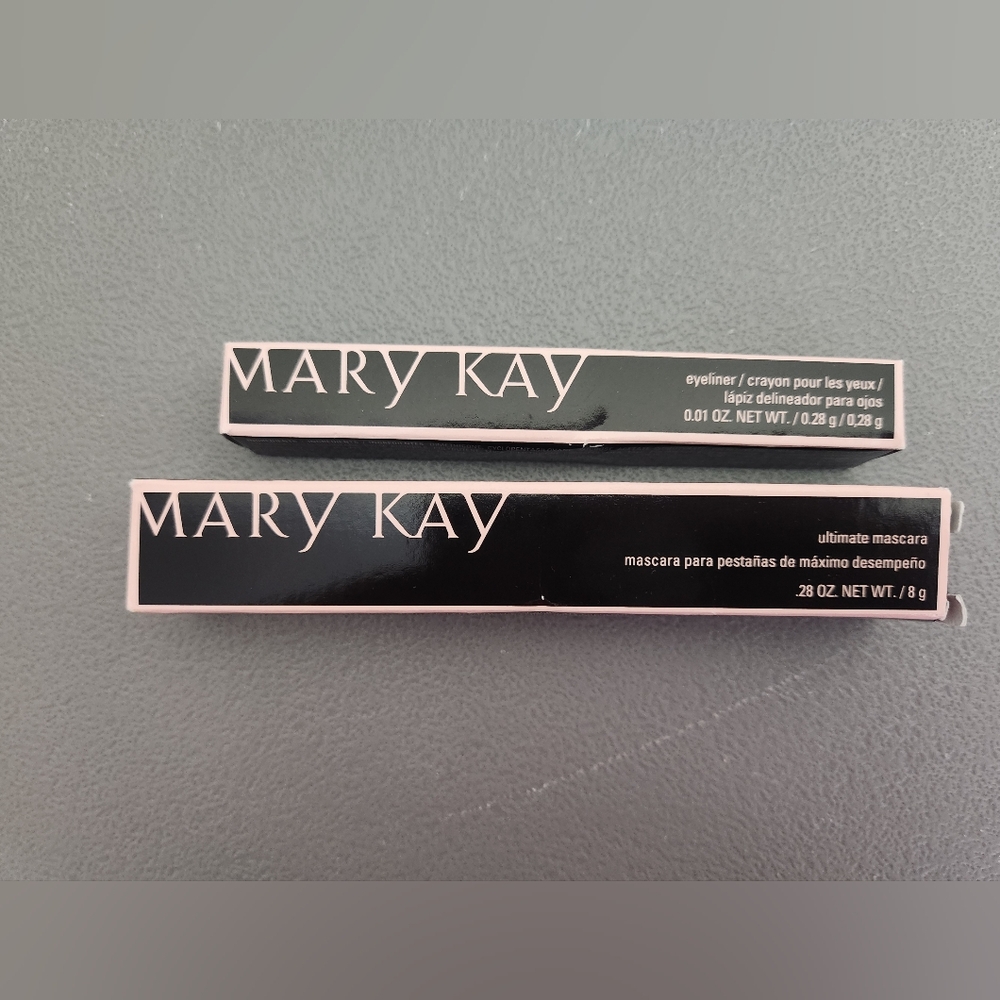 MARY KAY
eyeliner / crayon pour les yeux /
lápiz delineador para ojos
0.01 OZ. NET WT. / 0.28 g / 0,28 g
MARY KAY
ultimate mascara
mascara para pestañas de máximo desempeño
.28 OZ. NET WT. / 8 g